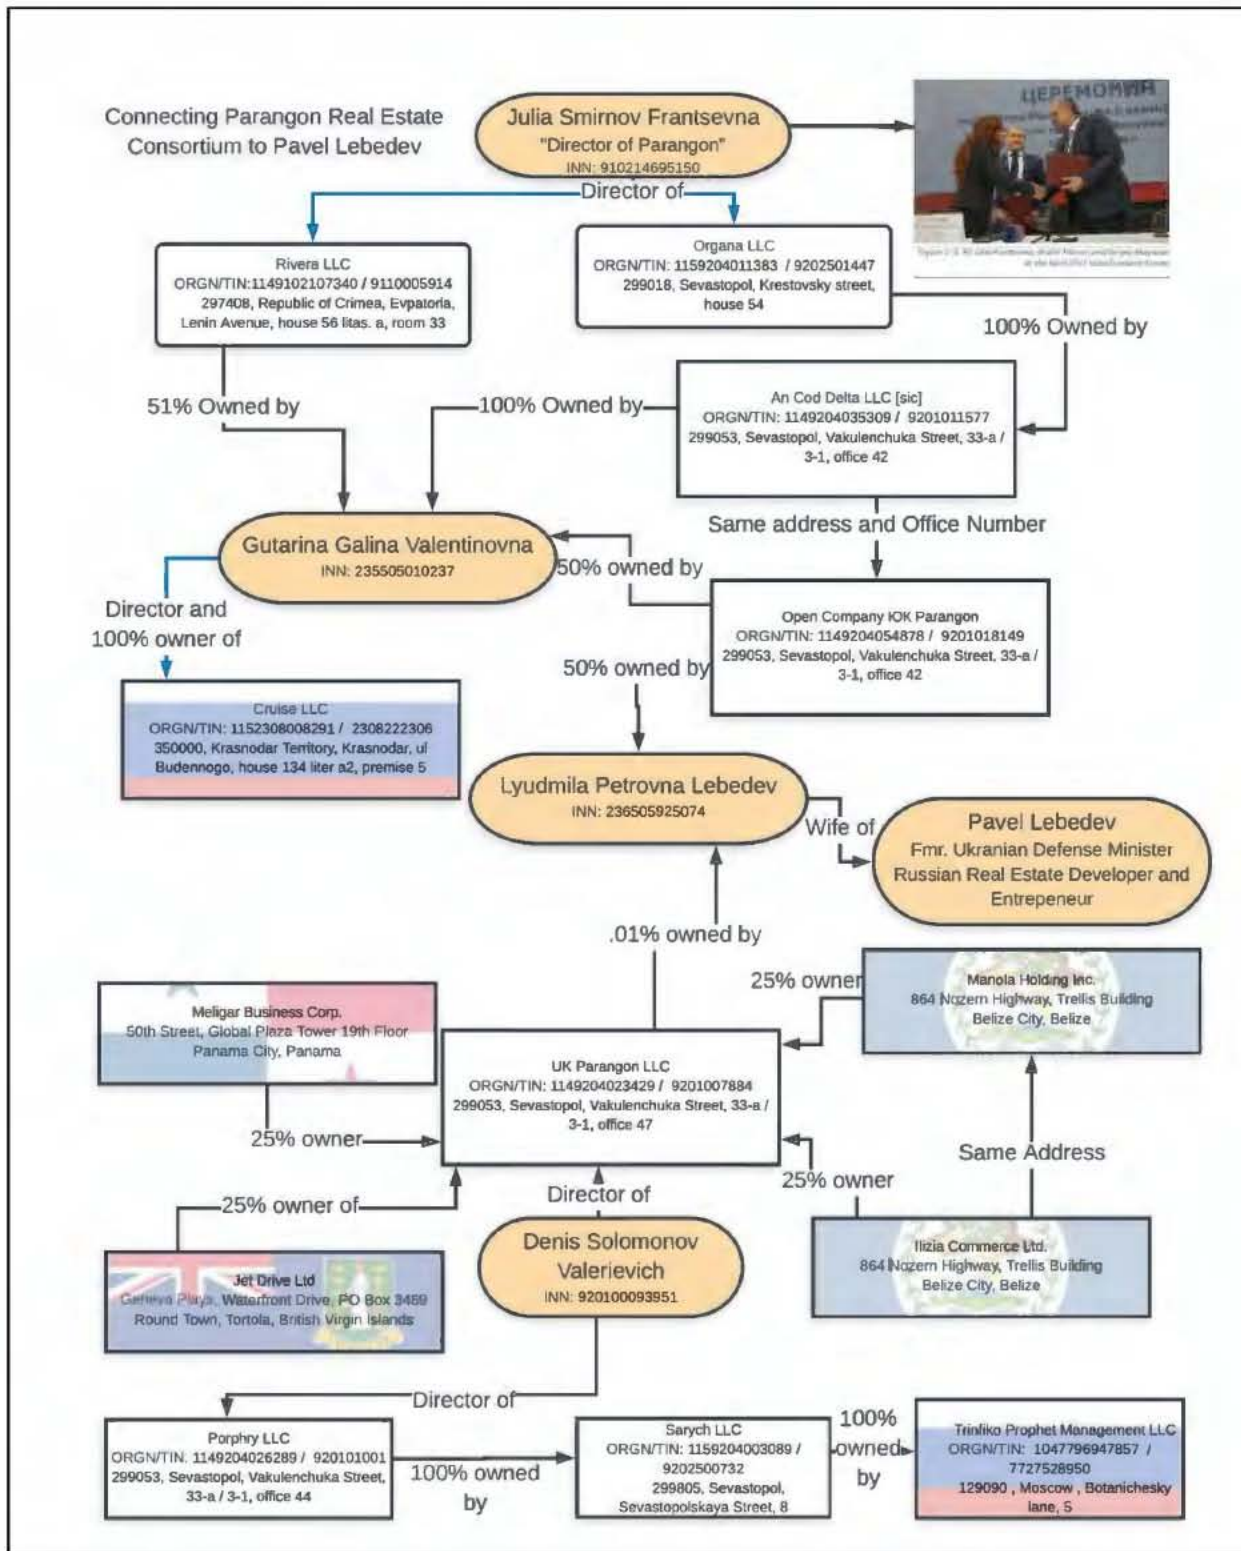 Connecting Parangon Real Estate
Consortium to Pavel Lebedev
Julia Smirnov Frantsevna
"Director of Parangon"
INN: 910214695150
ЦЕРЕМОНИЯ
Director of
Rivera LLC
ORGN/TIN:1149102107340 / 9110005914
297408, Republic of Crimea, Evpatoria,
Lenin Avenue, house 56 litas. a, room 33
Organa LLC
ORGN/TIN: 1159204011383 / 9202501447
299018, Sevastopol, Krestovsky street,
house 54
100% Owned by
51% Owned by
100% Owned by
An Cod Delta LLC [sic]
ORGN/TIN: 1149204035309 / 9201011577
299053, Sevastopol, Vakulenchuka Street, 33-a /
3-1, office 42
Same address and Office Number
Gutarina Galina Valentinovna
INN: 235505010237
50% owned by
Director and
100% owner of
Open Company ЮК Parangon
ORGN/TIN: 1149204054878 / 9201018149
299053, Sevastopol, Vakulenchuka Street, 33-a /
3-1, office 42
50% owned by
Cruise LLC
ORGN/TIN: 1152308008291 / 2308222306
350000, Krasnodar Territory, Krasnodar, ul
Budennogo, house 134 liter a2, premise 5
Lyudmila Petrovna Lebedev
INN: 236505925074
Wife of
Pavel Lebedev
Fmr. Ukranian Defense Minister
Russian Real Estate Developer and
Entrepeneur
.01% owned by
Meligar Business Corp.
50th Street, Global Plaza Tower 19th Floor
Panama City, Panama
25% owner
Manola Holding Inc.
864 Nozern Highway, Trellis Building
Belize City, Belize
UK Parangon LLC
ORGN/TIN: 1149204023429 / 9201007884
299053, Sevastopol, Vakulenchuka Street, 33-a /
3-1, office 47
25% owner
Same Address
25% owner
25% owner of
Director of
Denis Solomonov
Valerievich
INN: 920100093951
Ilizia Commerce Ltd.
864 Nozern Highway, Trellis Building
Belize City, Belize
Jet Drive Ltd
Geneva Plays, Waterfront Drive, PO Box 3469
Round Town, Tortola, British Virgin Islands
Director of
Porphry LLC
ORGN/TIN: 1149204026289 / 920101001
299053, Sevastopol, Vakulenchuka Street,
33-a / 3-1, office 44
100% owned
by
Sarych LLC
ORGN/TIN: 1159204003089 /
9202500732
299805, Sevastopol,
Sevastopolskaya Street, 8
100%
owned
by
Trinfiko Prophet Management LLC
ORGN/TIN: 1047796947857 /
7727528950
129090 , Moscow , Botanichesky
lane, 5